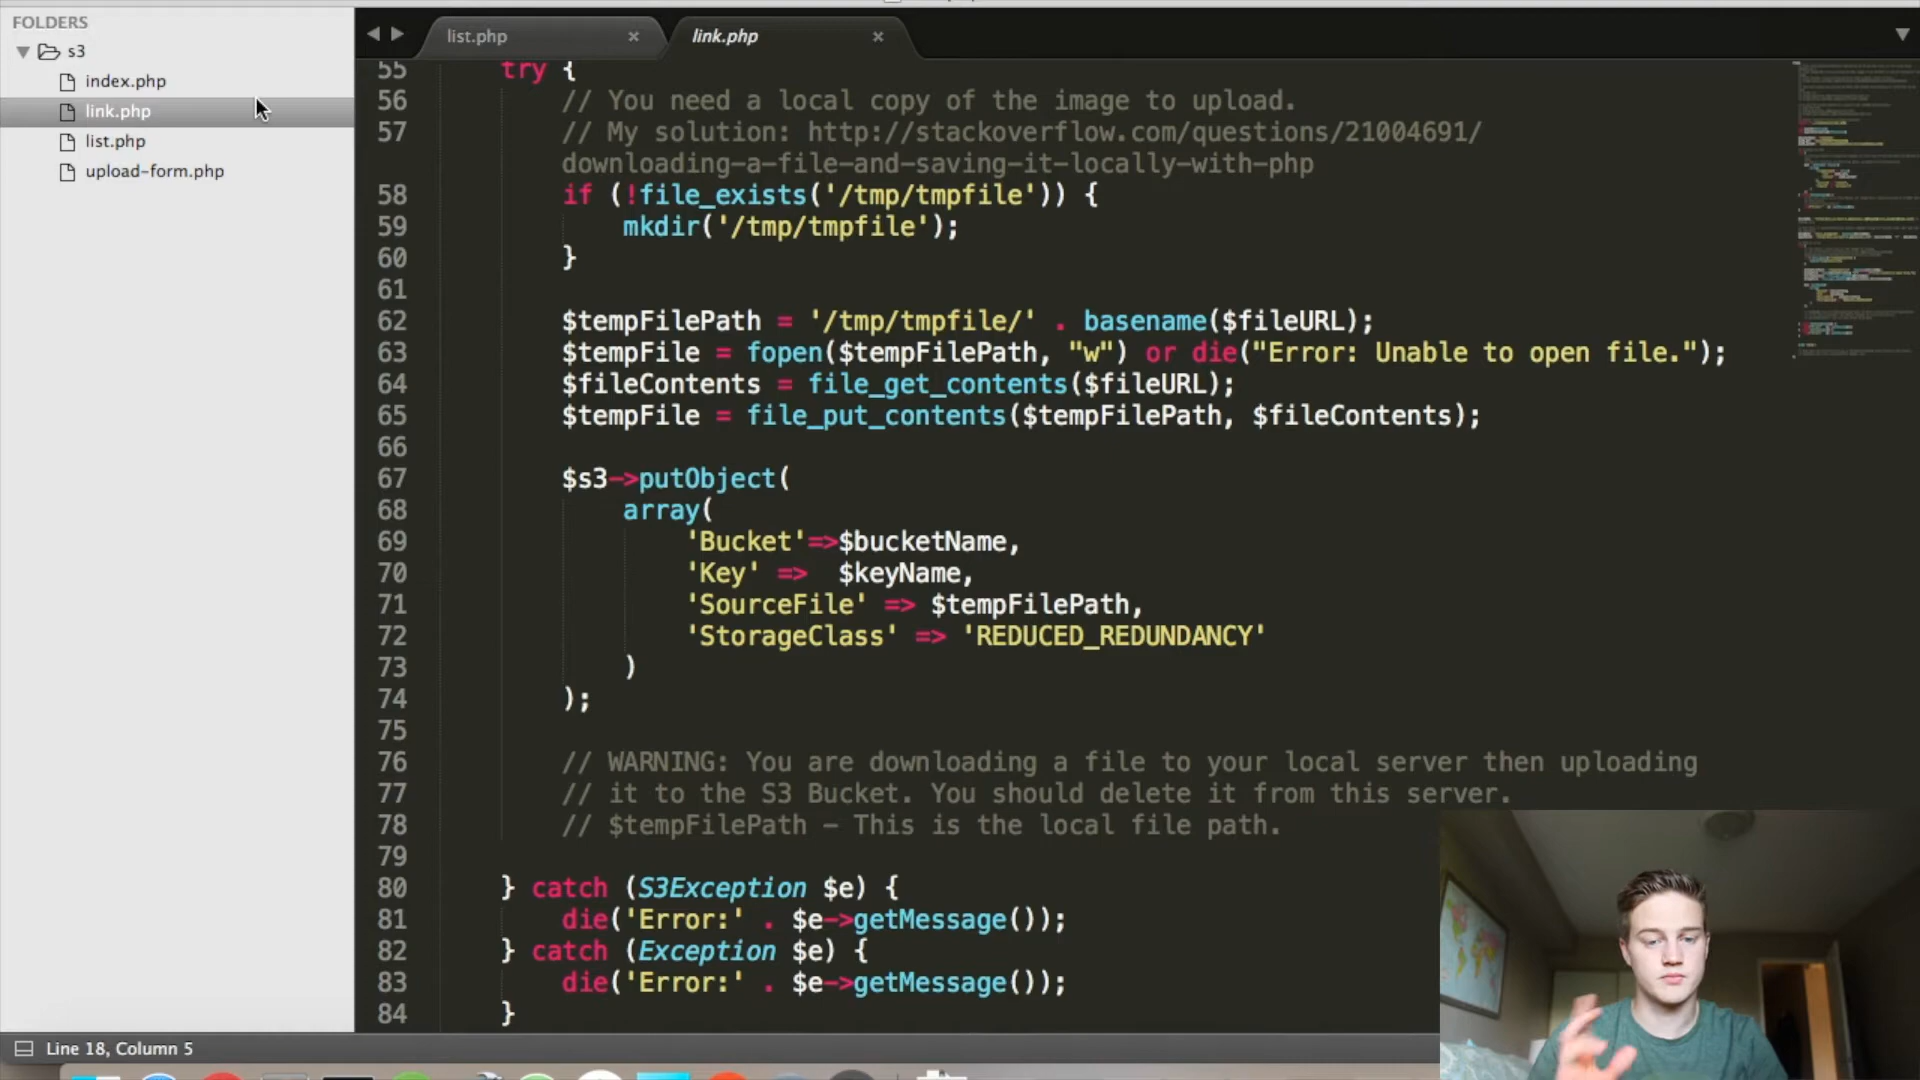 FOLDERS
s3
index.php
link.php
list.php
upload-form.php
list.php
link.php
55 try {
56 // You need a local copy of the image to upload.
57 // My solution: http://stackoverflow.com/questions/21004691/
downloading-a-file-and-saving-it-locally-with-php
58 if (!file_exists('/tmp/tmpfile')) {
59 mkdir('/tmp/tmpfile');
60 }
61
62 $tempFilePath = '/tmp/tmpfile/' . basename($fileURL);
63 $tempFile = fopen($tempFilePath, "w") or die("Error: Unable to open file.");
64 $fileContents = file_get_contents($fileURL);
65 $tempFile = file_put_contents($tempFilePath, $fileContents);
66
67 $s3->putObject(
68 array(
69 'Bucket'=>$bucketName,
70 'Key' =>  $keyName,
71 'SourceFile' => $tempFilePath,
72 'StorageClass' => 'REDUCED_REDUNDANCY'
73 )
74 );
75
76 // WARNING: You are downloading a file to your local server then uploading
77 // it to the S3 Bucket. You should delete it from this server.
78 // $tempFilePath - This is the local file path.
79
80 } catch (S3Exception $e) {
81 die('Error:' . $e->getMessage());
82 } catch (Exception $e) {
83 die('Error:' . $e->getMessage());
84 }
Line 18, Column 5